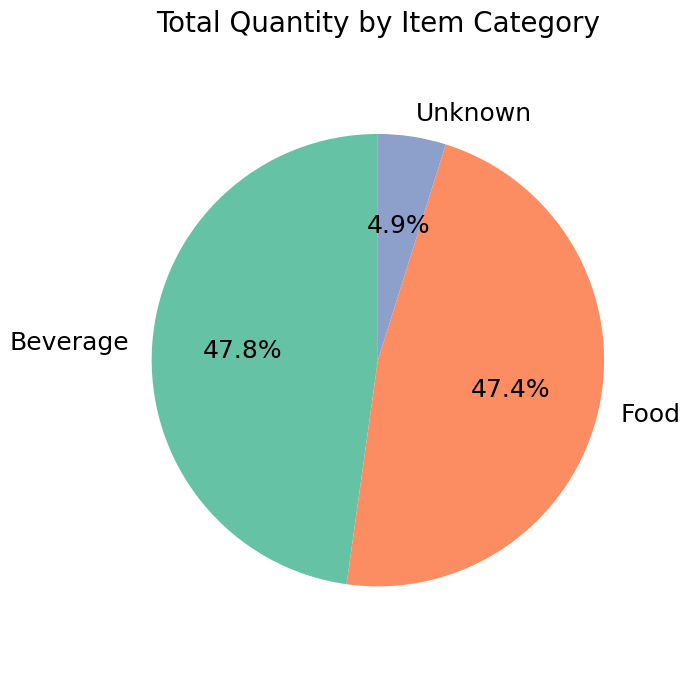 Total Quantity by Item Category
Unknown
4.9%
Beverage
47.8%
47.4%
Food